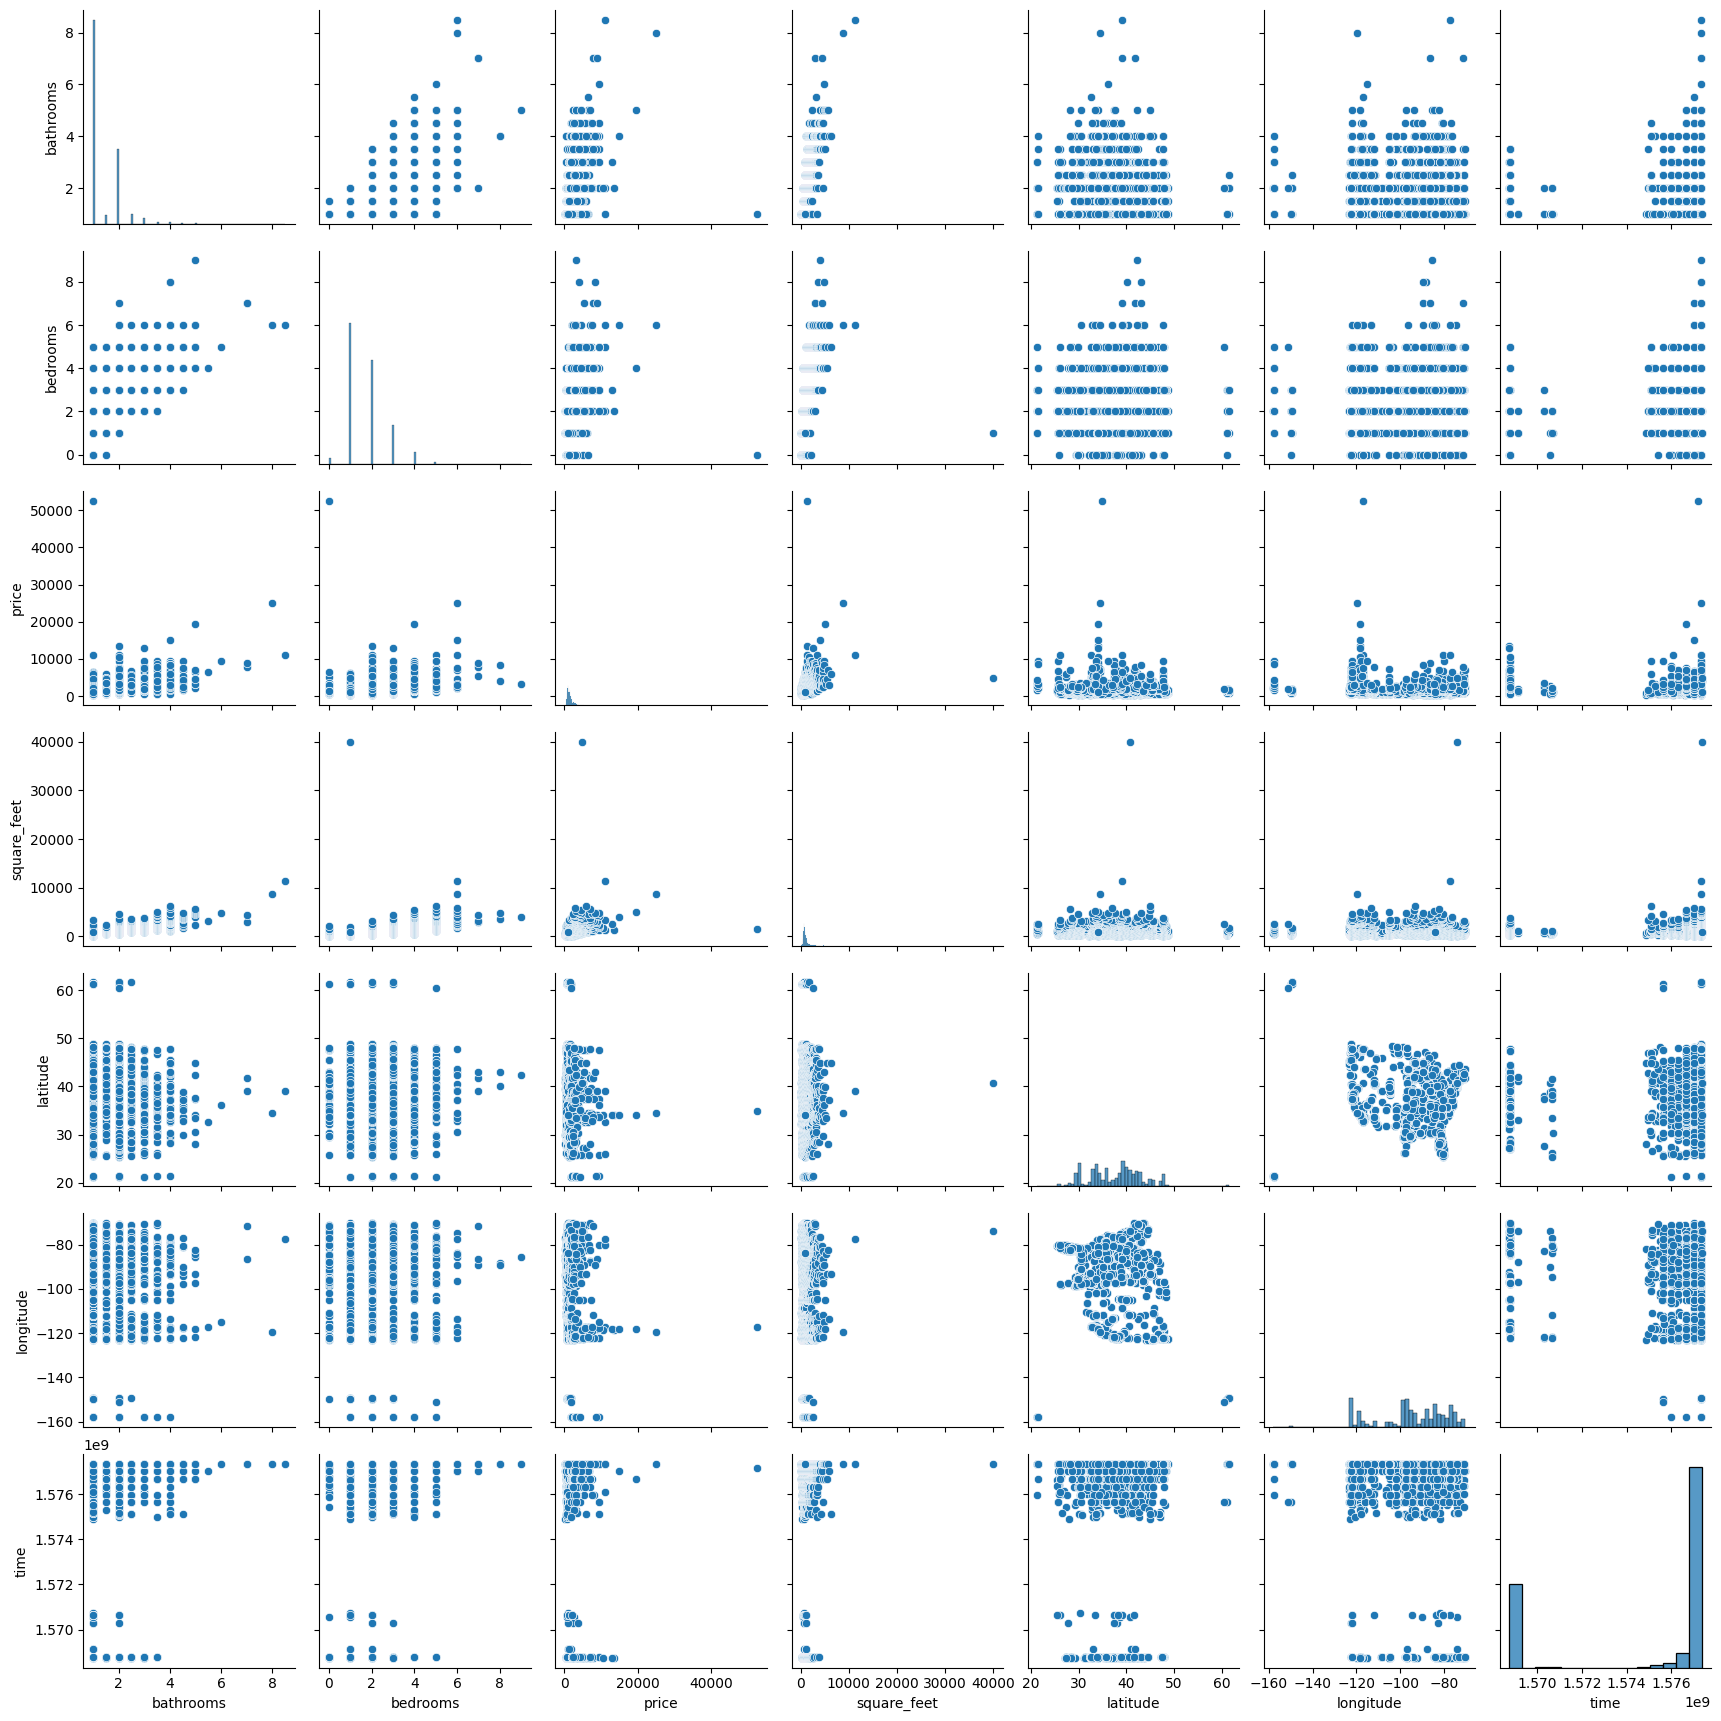 8
6
4
2
bathrooms
8
6
4
2
0
bedrooms
50000
40000
30000
20000
10000
0
price
40000
30000
20000
10000
0
square_feet
60
50
40
30
20
latitude
−80
−100
−120
−140
−160
longitude
1e9
1.576
1.574
1.572
1.570
time
2 4 6 8
bathrooms
0 2 4 6 8
bedrooms
0 20000 40000
price
0 10000 20000 30000 40000
square_feet
20 30 40 50 60
latitude
−160 −140 −120 −100 −80
longitude
1.570 1.572 1.574 1.576
time
1e9